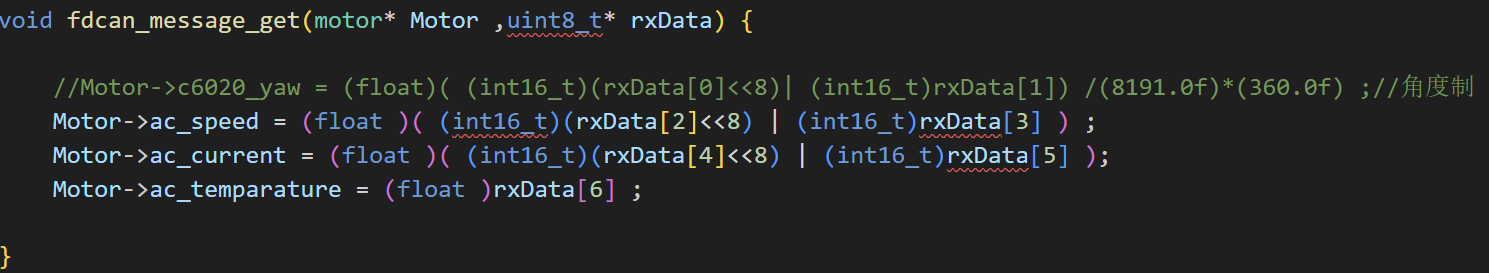 void fdcan_message_get(motor* Motor ,uint8_t* rxData) {
//Motor->c6020_yaw = (float)( (int16_t)(rxData[0]<<8)| (int16_t)rxData[1]) /(8191.0f)*(360.0f) ;//角度制
Motor->ac_speed = (float )( (int16_t)(rxData[2]<<8) | (int16_t)rxData[3] ) ;
Motor->ac_current = (float )( (int16_t)(rxData[4]<<8) | (int16_t)rxData[5] );
Motor->ac_temparature = (float )rxData[6] ;
}